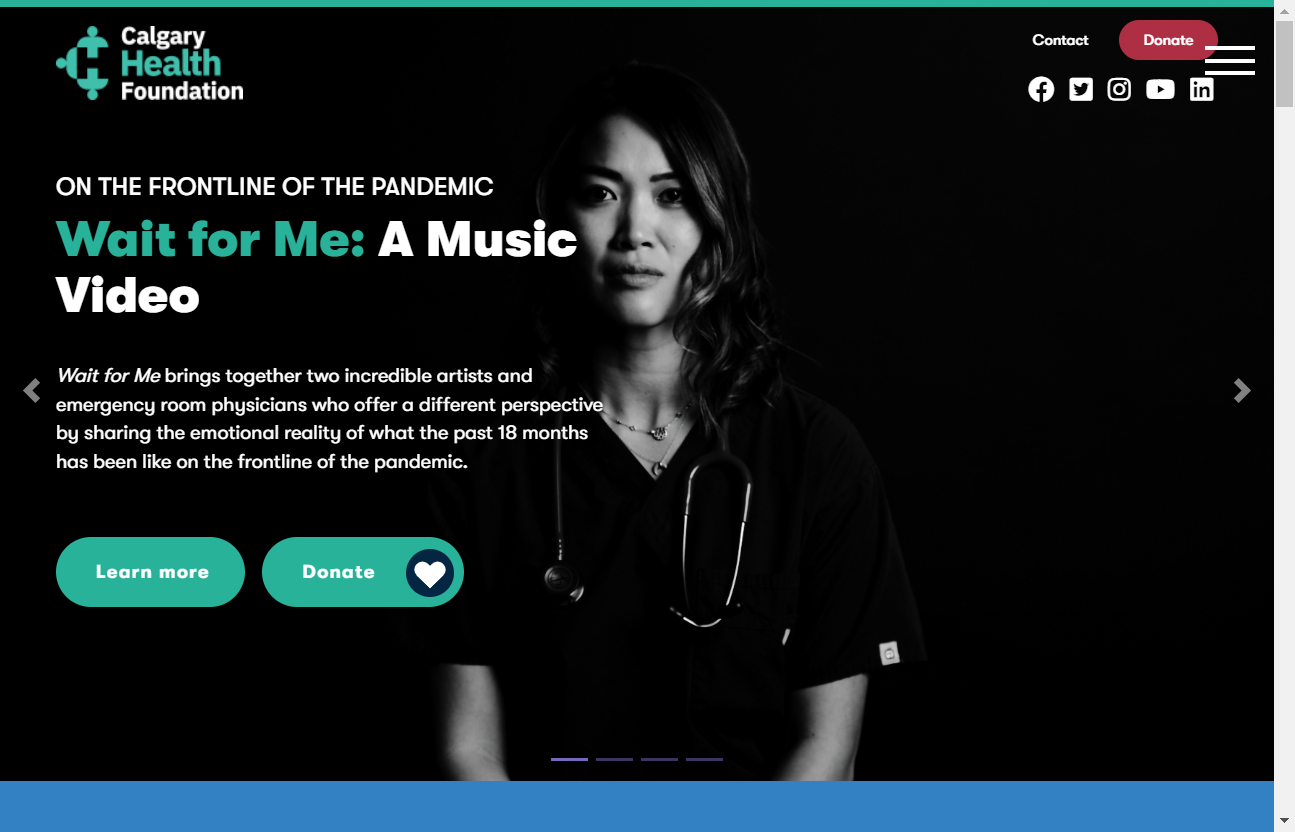 Calgary
Health
Foundation
Contact
Donate
ON THE FRONTLINE OF THE PANDEMIC
Wait for Me: A Music
Video
Wait for Me brings together two incredible artists and
emergency room physicians who offer a different perspective
by sharing the emotional reality of what the past 18 months
has been like on the frontline of the pandemic.
Learn more
Donate